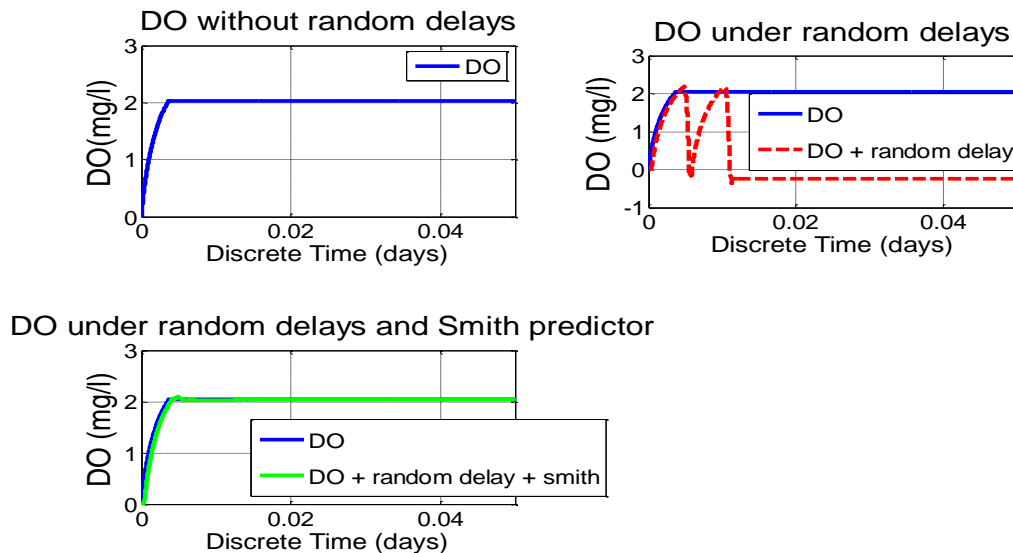 DO without random delays
3
2
1
0
DO(mg/l)
DO
0
0.02
0.04
Discrete Time (days)
DO under random delays
3
2
1
0
-1
DO (mg/l)
DO
DO + random delay
0
0.02
0.04
Discrete Time (days)
DO under random delays and Smith predictor
3
2
1
0
DO (mg/l)
DO
DO + random delay + smith
0
0.02
0.04
Discrete Time (days)